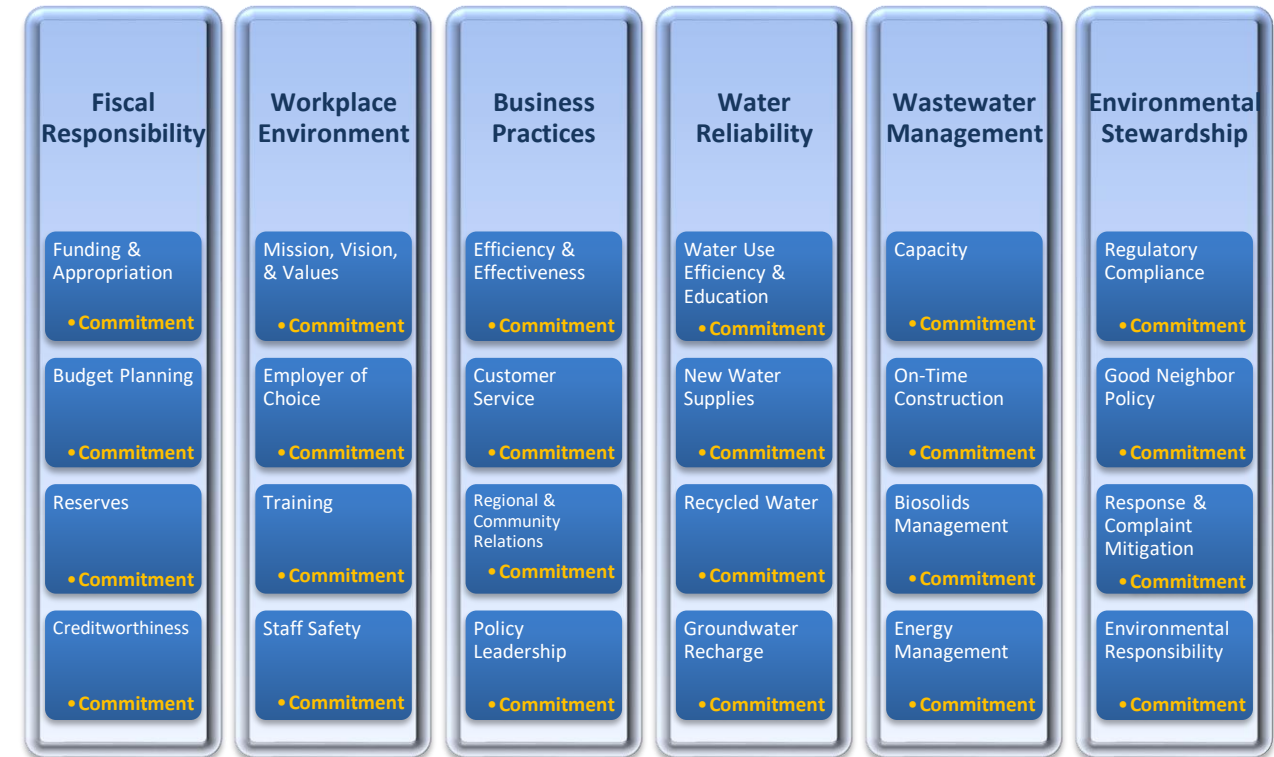 Fiscal
Responsibility
Funding &
Appropriation
•Commitment
Budget Planning
•Commitment
Reserves
•Commitment
Creditworthiness
•Commitment
Workplace
Environment
Mission, Vision,
& Values
•Commitment
Employer of
Choice
•Commitment
Training
•Commitment
Staff Safety
•Commitment
Business
Practices
Efficiency &
Effectiveness
•Commitment
Customer
Service
•Commitment
Regional &
Community
Relations
•Commitment
Policy
Leadership
•Commitment
Water
Reliability
Water Use
Efficiency &
Education
•Commitment
New Water
Supplies
•Commitment
Recycled Water
•Commitment
Groundwater
Recharge
•Commitment
Wastewater
Management
Capacity
•Commitment
On-Time
Construction
•Commitment
Biosolids
Management
•Commitment
Energy
Management
•Commitment
Environmental
Stewardship
Regulatory
Compliance
•Commitment
Good Neighbor
Policy
•Commitment
Response &
Complaint
Mitigation
•Commitment
Environmental
Responsibility
•Commitment